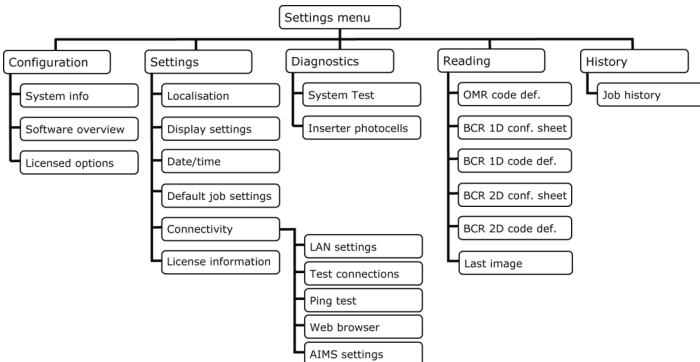 Settings menu
Configuration
System info
Software overview
Licensed options
Settings
Localisation
Display settings
Date/time
Default job settings
Connectivity
LAN settings
Test connections
Ping test
Web browser
AIMS settings
License information
Diagnostics
System Test
Inserter photocells
Reading
OMR code def.
BCR 1D conf. sheet
BCR 1D code def.
BCR 2D conf. sheet
BCR 2D code def.
Last image
History
Job history